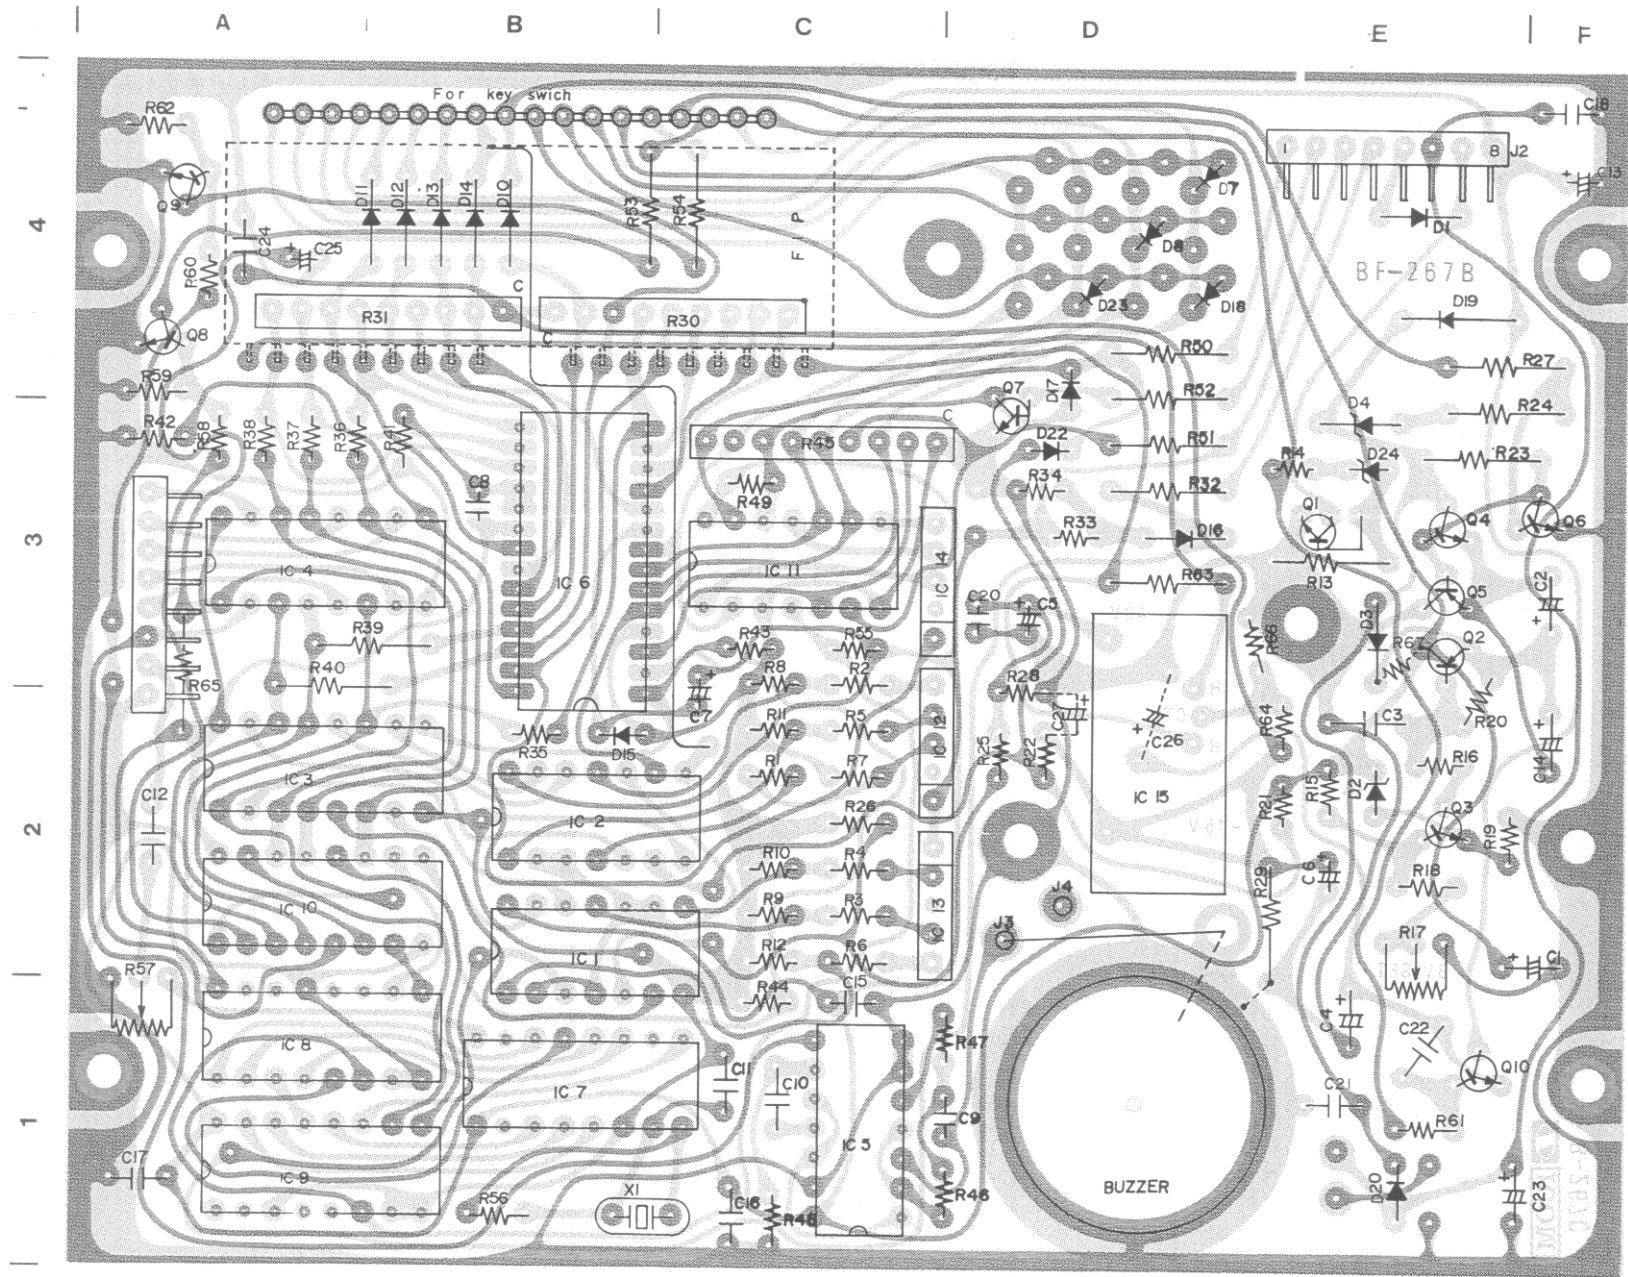 A B C D E F
For key swich
R62
C18
1 8 J2
C13
Q9
D11 D12 D13 D14 D10
R53 R54
D7
4
C24 C25
F P
D8
D1
R60
BF-267B
C
D23 D18
D19
R31 R30
Q8
C
R50
R59
D17
R27
Q7
R52
D4
R24
R42 R58 R38 R37 R36 R41
C
R45
D22
R51
R4 D24
R23
C8
R49
R34
R32
Q1 Q4 Q6
3
R33
D16
IC 4 IC 6 IC 11 IC 14
R63
R13
Q5
C20 C5
C2
R39
R43 R55
R66
D3
R67 Q2
R40
R8 R2
R28
R65
C7
C27
C26
R64
C3
R20
R35 D15
R11 R5
IC 12
R25 R22
C14
IC 3
R1 R7
IC 15
R21 R15 D2
R16
C12
2
IC 2
R26
Q3
R19
R10 R4
C6
R18
J4
R29
IC 10
R9 R3
IC 13
J3
R17
IC 1
R12 R6
C1
R57
R44 C15
C4
C22
IC 8
R47
Q10
C11 C10
IC 7
C21
1
IC 5
C9
R61
C17
IC 9
BUZZER
D20
R56
X1
C16
R48
R46
C23